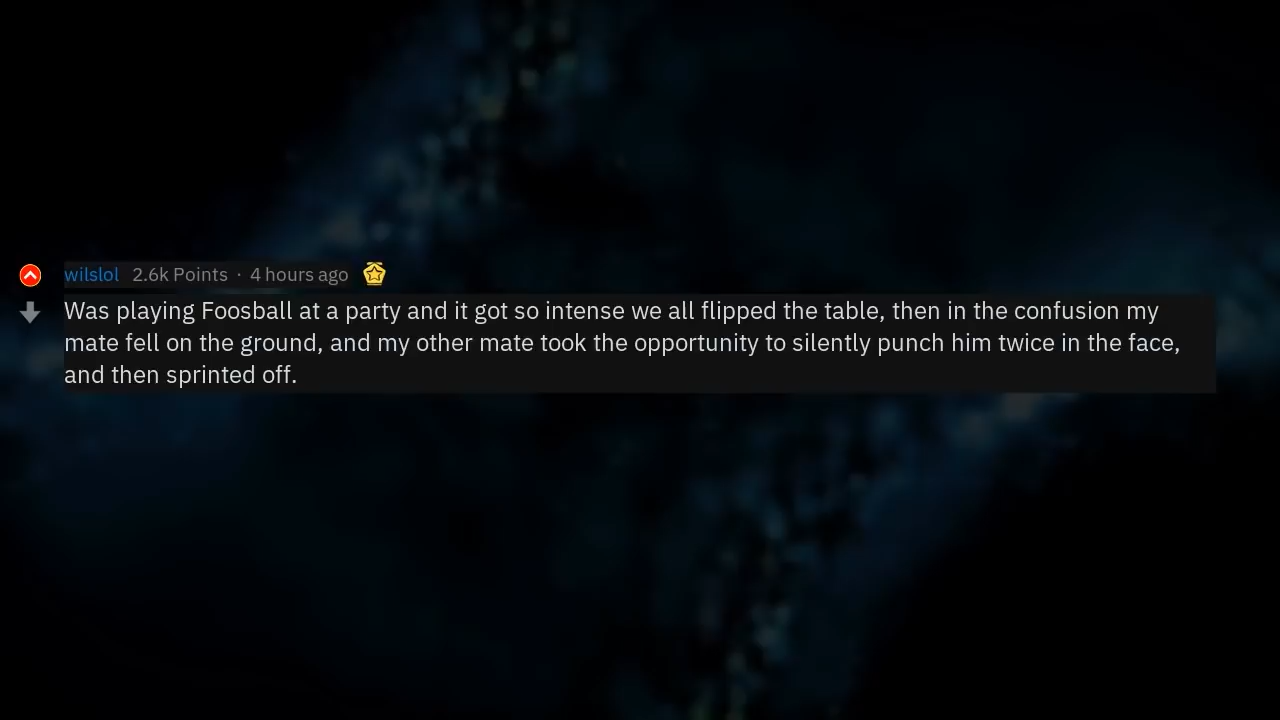 wilslol 2.6k Points · 4 hours ago
Was playing Foosball at a party and it got so intense we all flipped the table, then in the confusion my
mate fell on the ground, and my other mate took the opportunity to silently punch him twice in the face,
and then sprinted off.